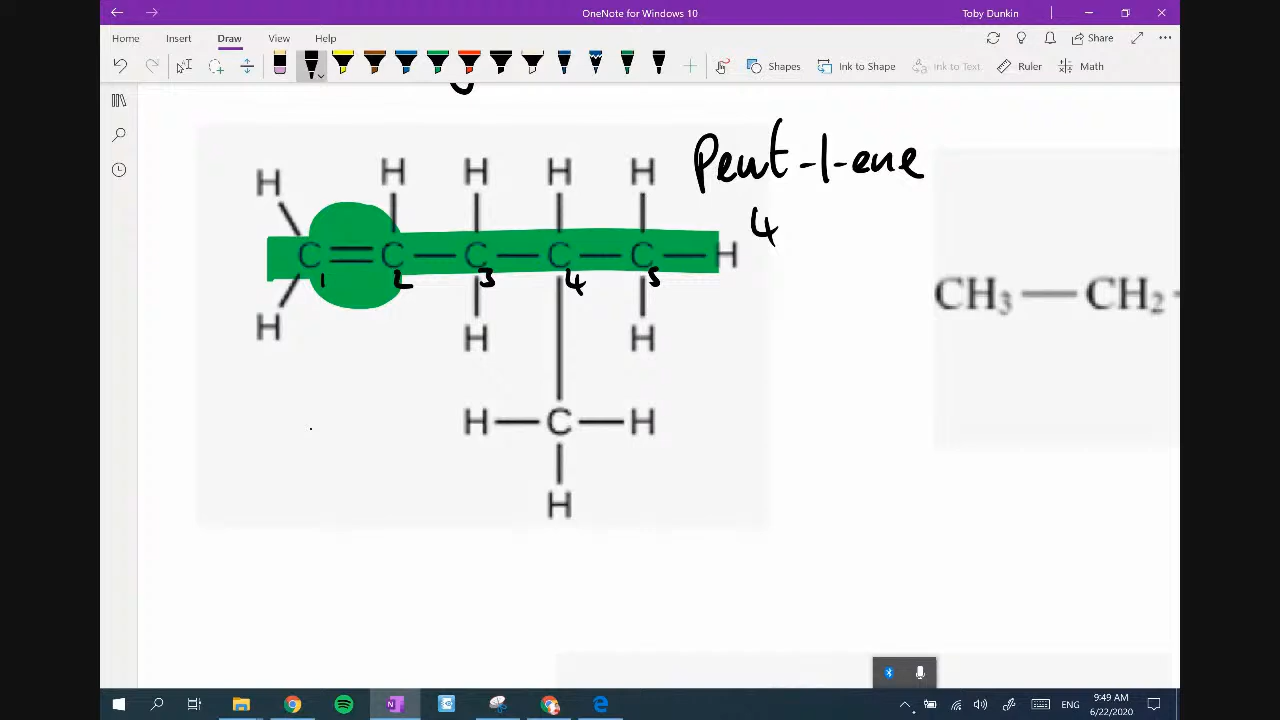 OneNote for Windows 10
Toby Dunkin
Home Insert Draw View Help
Share
Shapes Ink to Shape Ink to Text Ruler Math
Pent-1-ene
4
H H H H H
C=C—C—C—C—H
1 2 3 4 5
H H H
H—C—H
H
CH₃—CH₂-
9:49 AM
6/22/2020